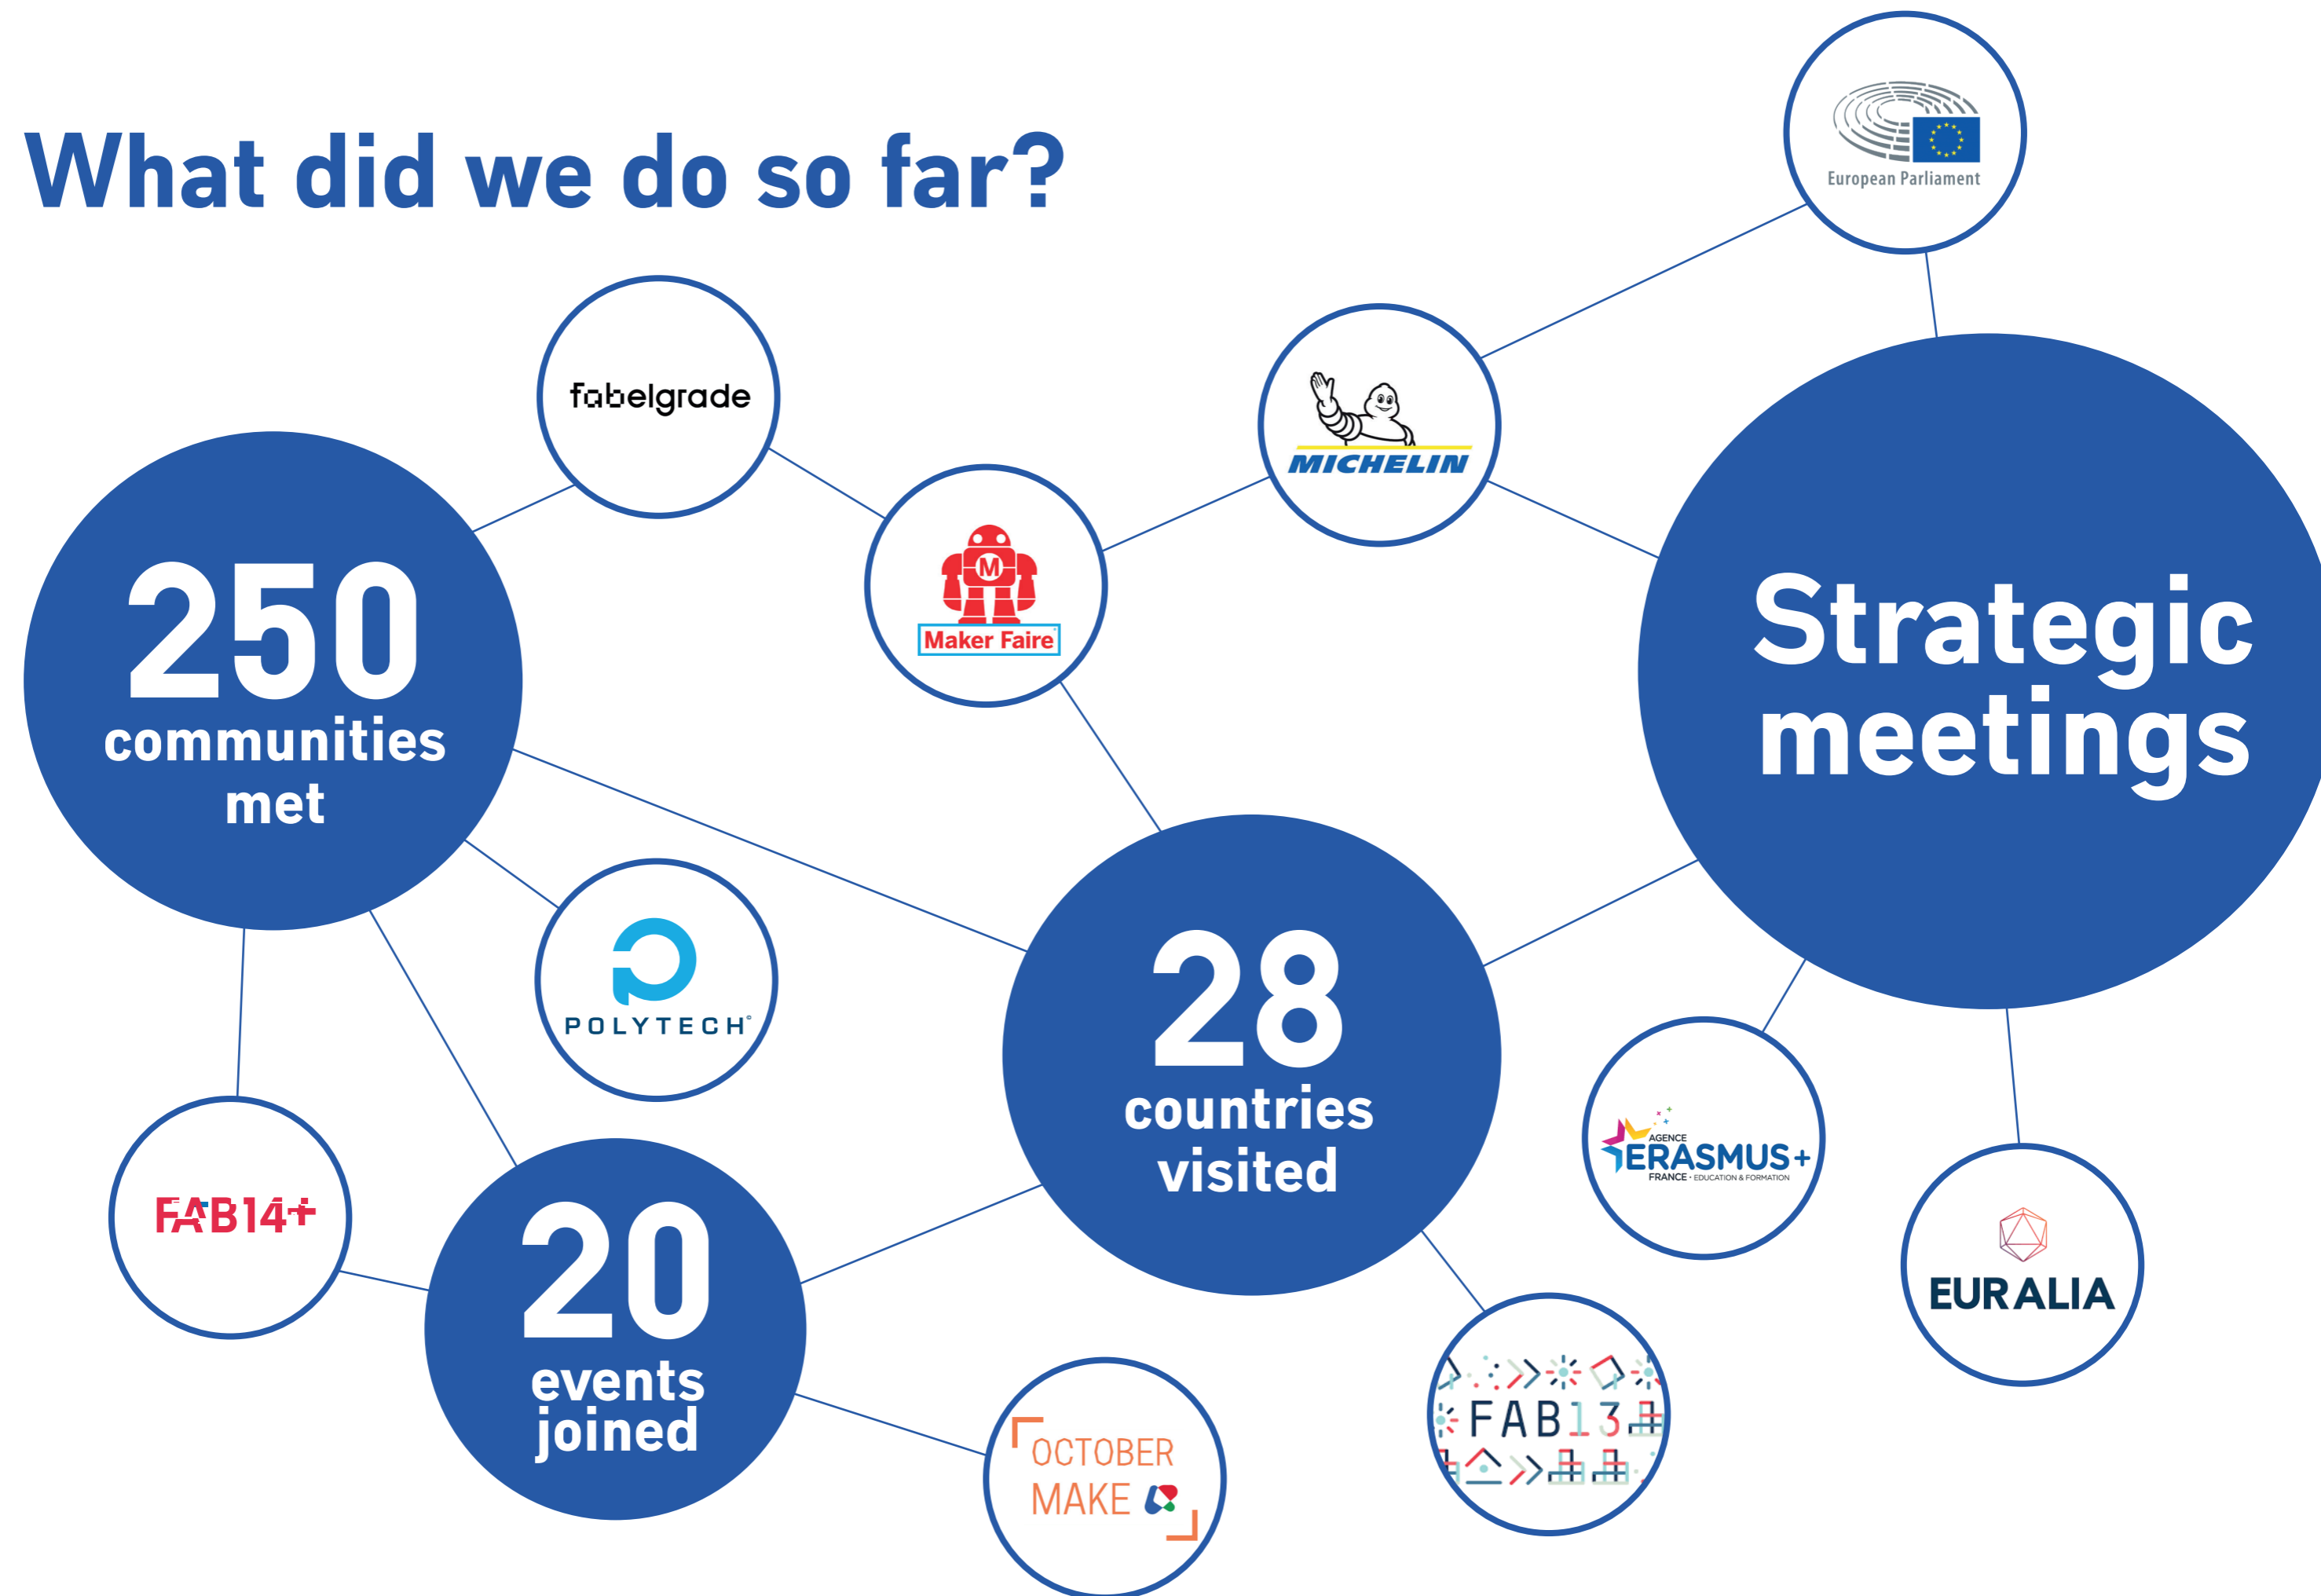 What did we do so far?
European Parliament
fabelgrade
MICHELIN
M
Maker Faire
250
communities
met
Strategic
meetings
POLYTECH
28
countries
visited
AGENCE
ERASMUS+
FRANCE • EDUCATION & FORMATION
FAB14+
20
events
joined
EURALIA
FAB13
OCTOBER
MAKE